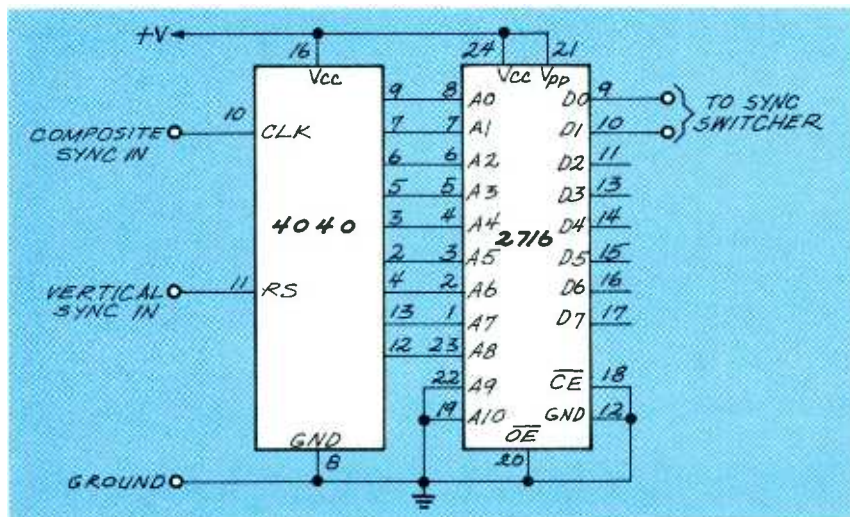 +V
16
24
21
Vcc
Vcc
Vpp
9 8 A0 D0 9
10
COMPOSITE
SYNC IN
CLK
7 7 A1 D1 10
TO SYNC
SWITCHER
6 6 A2 D2 11
5 5 A3 D3 13
4040
3 4 A4 D4 14
2716
2 3 A5 D5 15
VERTICAL
SYNC IN
11 RS
4 2 A6 D6 16
13 1 A7 D7 17
12 23 A8
22 A9 CE 18
19 A10 GND 12
GND
OE
8
20
GROUND